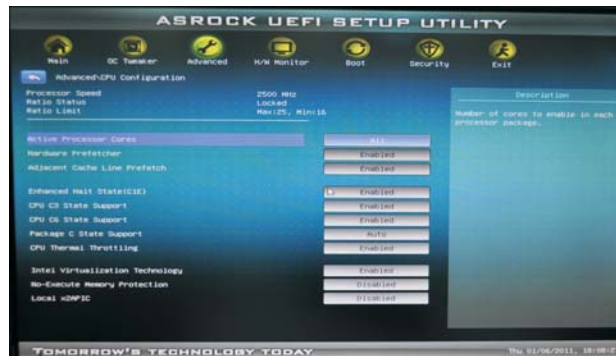 ASROCK UEFI SETUP UTILITY
Main OC Tweaker Advanced H/W Monitor Boot Security Exit
Advanced\CPU Configuration
Description
Processor Speed 2500 MHz
Ratio Status Locked
Ratio Limit Max:25, Min:16
Number of cores to enable in each processor package.
Active Processor Cores All
Hardware Prefetcher Enabled
Adjacent Cache Line Prefetch Enabled
Enhanced Halt State(C1E) Enabled
CPU C3 State Support Enabled
CPU C6 State Support Enabled
Package C State Support Auto
CPU Thermal Throttling Enabled
Intel Virtualization Technology Enabled
No-Execute Memory Protection Disabled
Local x2APIC Disabled
TOMORROW'S TECHNOLOGY TODAY
Thu 01/06/2011,